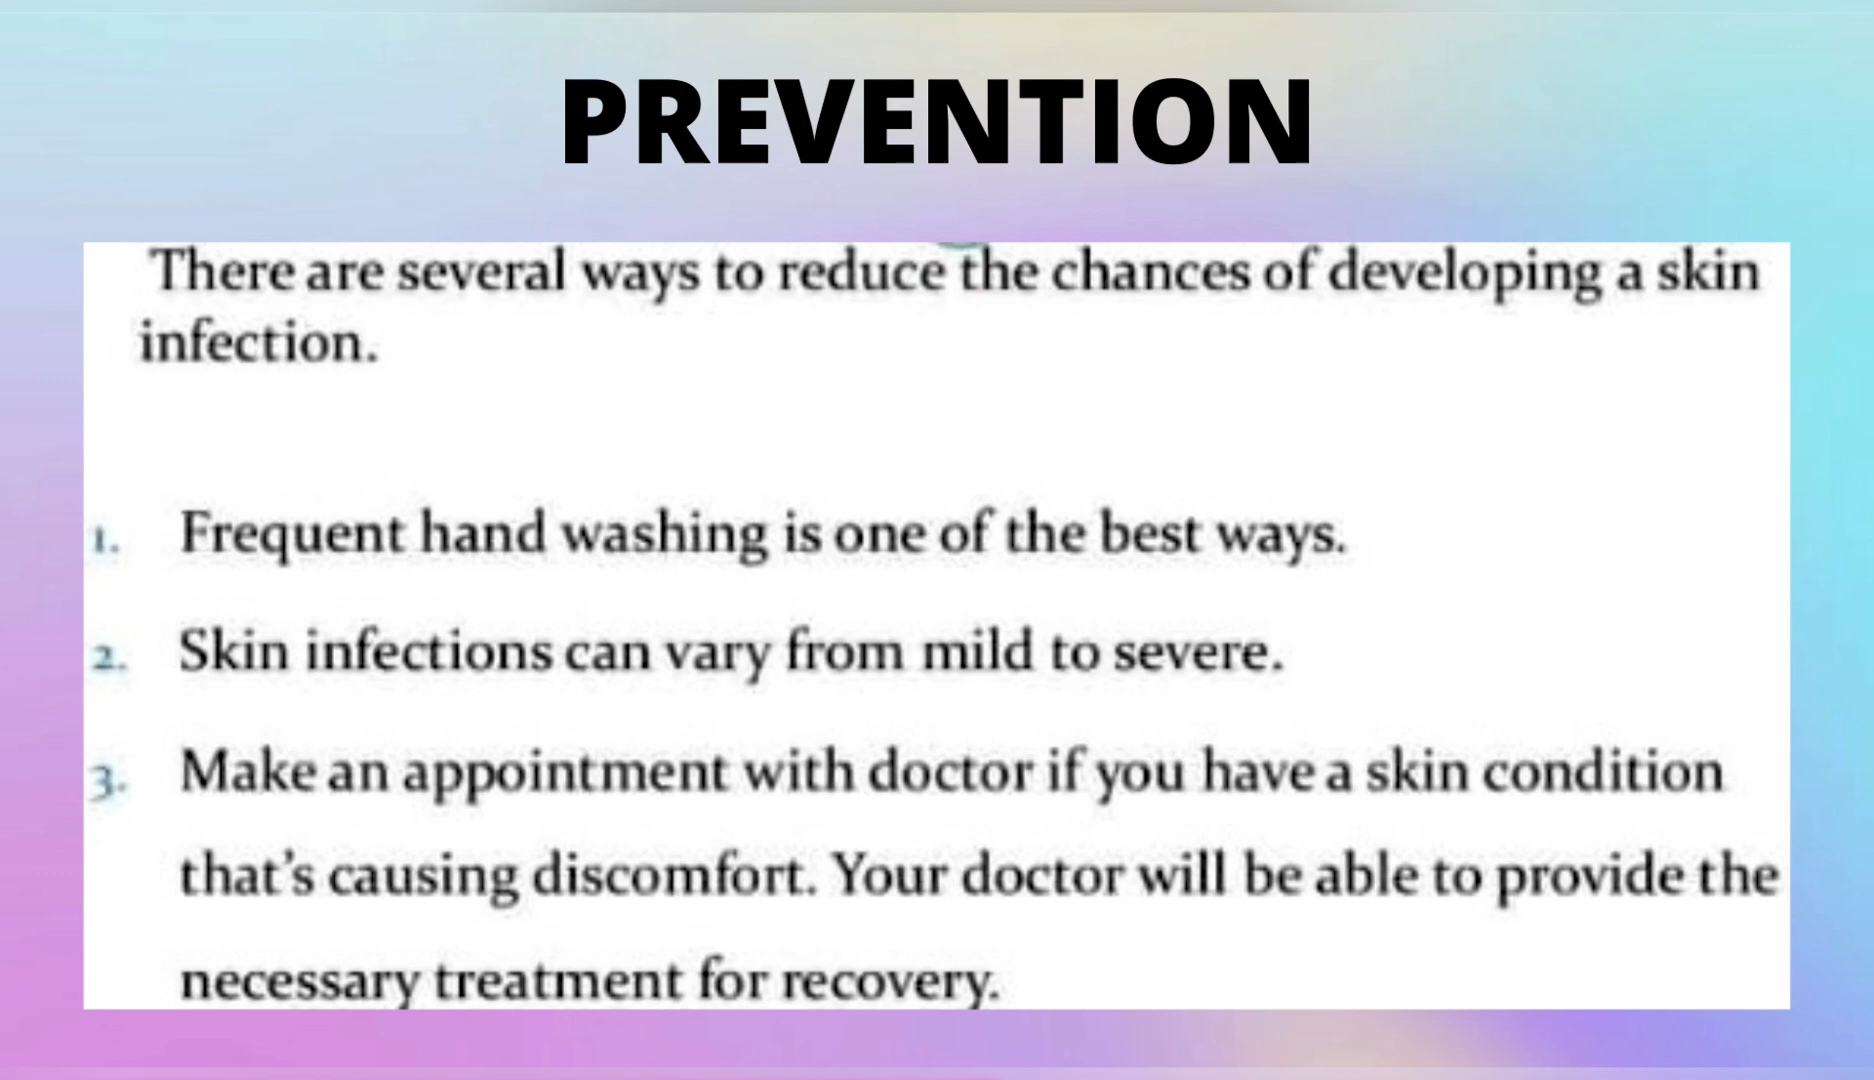 PREVENTION
There are several ways to reduce the chances of developing a skin
infection.
1. Frequent hand washing is one of the best ways.
2. Skin infections can vary from mild to severe.
3. Make an appointment with doctor if you have a skin condition
that's causing discomfort. Your doctor will be able to provide the
necessary treatment for recovery.